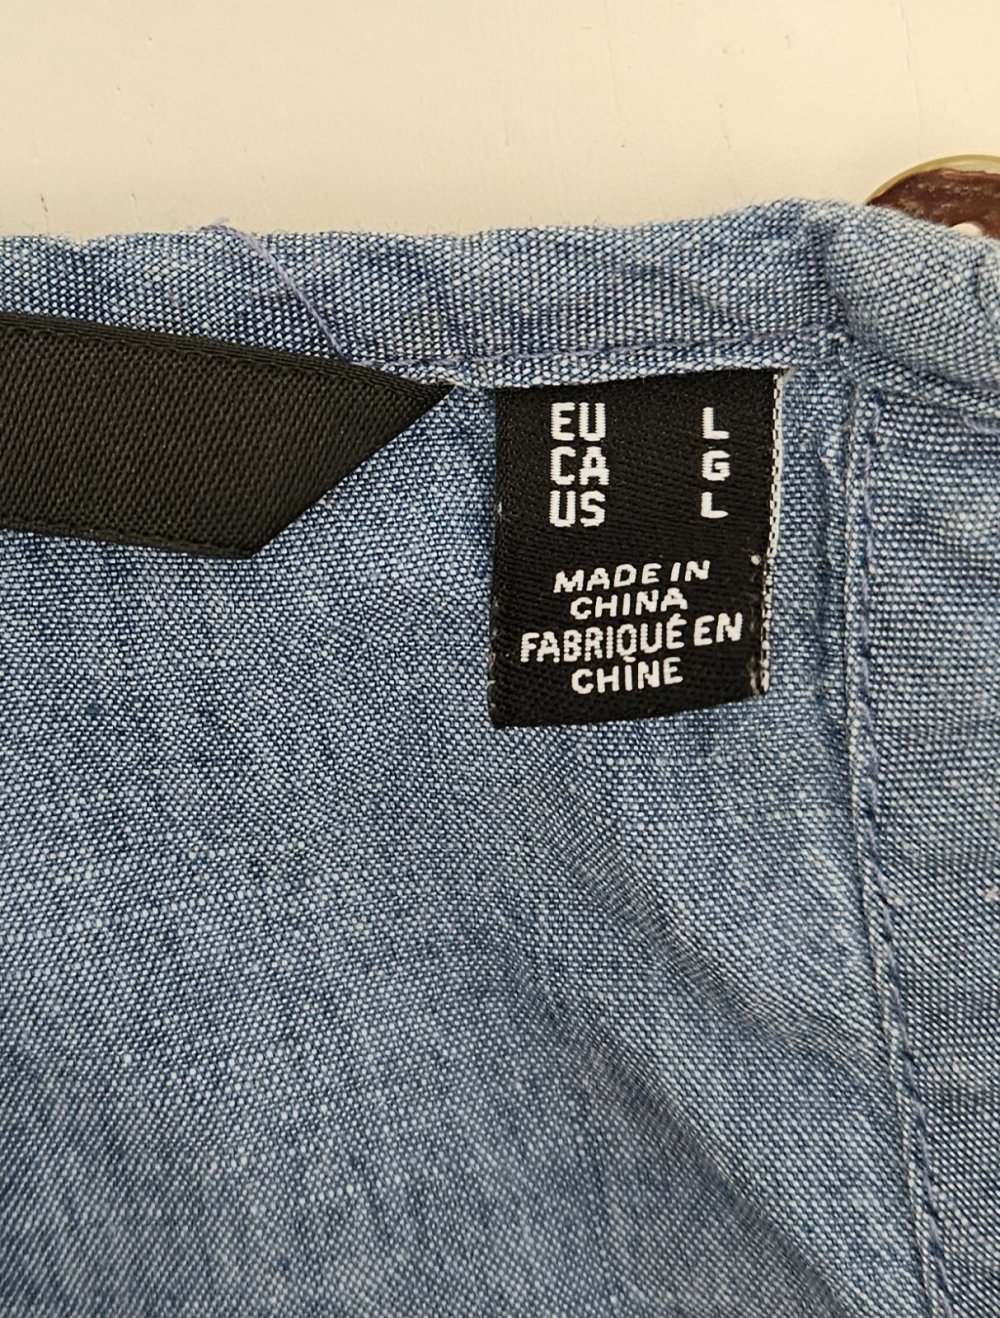 EU L
CA G
US L
MADE IN
CHINA
FABRIQUÉ EN
CHINE